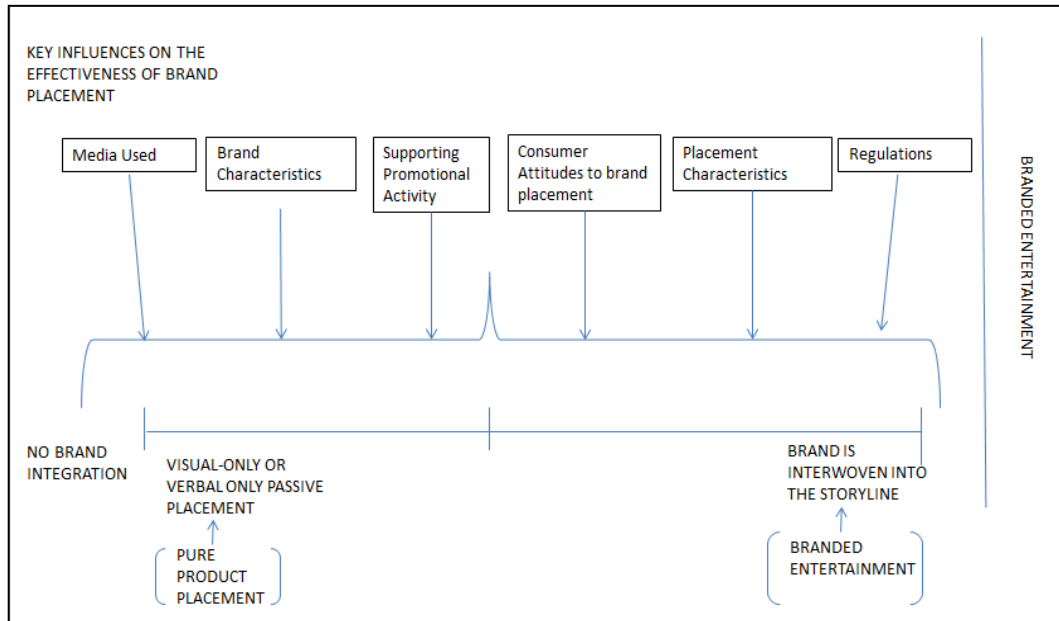 KEY INFLUENCES ON THE
EFFECTIVENESS OF BRAND
PLACEMENT
Media Used
Brand
Characteristics
Supporting
Promotional
Activity
Consumer
Attitudes to brand
placement
Placement
Characteristics
Regulations
BRANDED ENTERTAINMENT
NO BRAND
INTEGRATION
VISUAL-ONLY OR
VERBAL ONLY PASSIVE
PLACEMENT
BRAND IS
INTERWOVEN INTO
THE STORYLINE
PURE
PRODUCT
PLACEMENT
BRANDED
ENTERTAINMENT